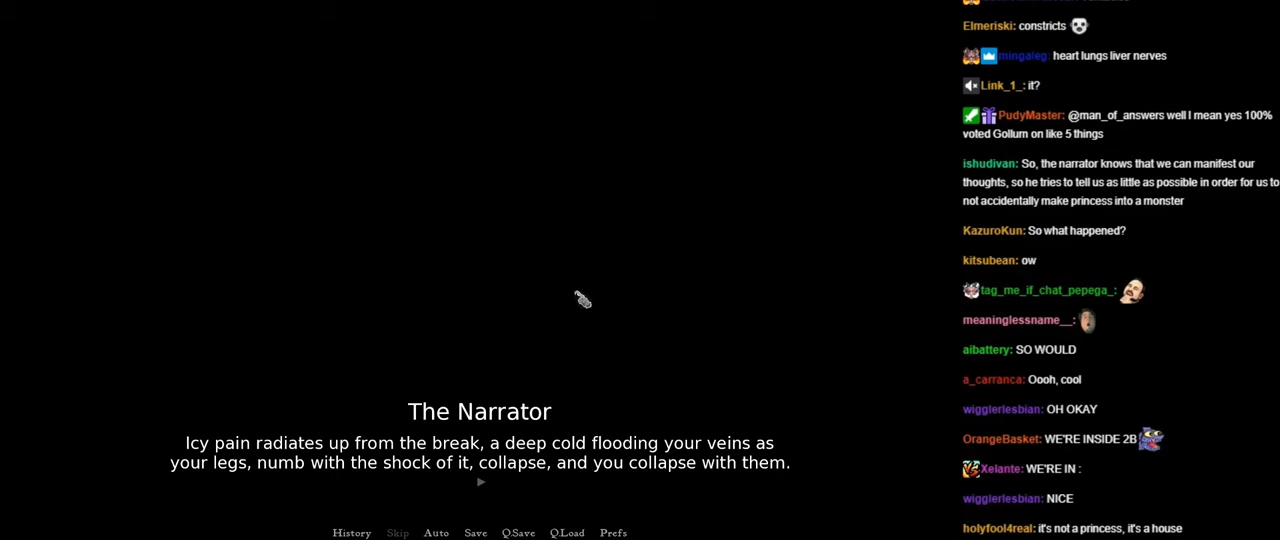 The Narrator
Icy pain radiates up from the break, a deep cold flooding your veins as
your legs, numb with the shock of it, collapse, and you collapse with them.
History Skip Auto Save Q.Save Q.Load Prefs
Elmeriski: constricts
mingaleg: heart lungs liver nerves
Link_1_: it?
PudyMaster: @man_of_answers well I mean yes 100%
voted Gollum on like 5 things
ishudivan: So, the narrator knows that we can manifest our
thoughts, so he tries to tell us as little as possible in order for us to
not accidentally make princess into a monster
KazuroKun: So what happened?
kitsubean: ow
tag_me_if_chat_pepega_:
meaninglessname__:
aibattery: SO WOULD
a_carranca: Oooh, cool
wigglerlesbian: OH OKAY
OrangeBasket: WE'RE INSIDE 2B
Xelante: WE'RE IN :
wigglerlesbian: NICE
holyfool4real: it's not a princess, it's a house